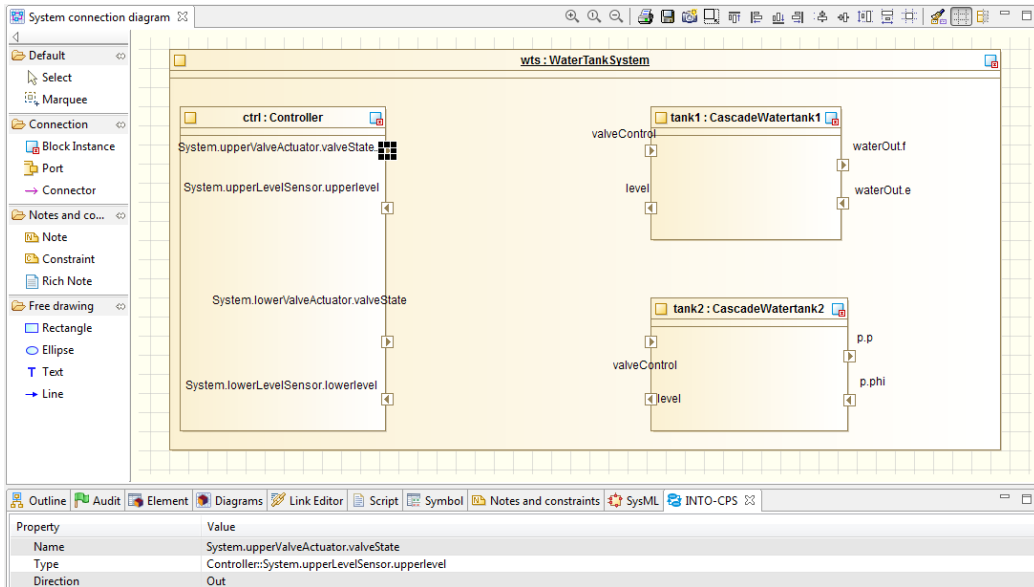 System connection diagram
Default
Select
Marquee
Connection
Block Instance
Port
Connector
Notes and co...
Note
Constraint
Rich Note
Free drawing
Rectangle
Ellipse
Text
Line
wts : WaterTankSystem
ctrl : Controller
System.upperValveActuator.valveState
System.upperLevelSensor.upperlevel
System.lowerValveActuator.valveState
System.lowerLevelSensor.lowerlevel
tank1 : CascadeWatertank1
valveControl
level
waterOut.f
waterOut.e
tank2 : CascadeWatertank2
valveControl
level
p.p
p.phi
Outline Audit Element Diagrams Link Editor Script Symbol Notes and constraints SysML INTO-CPS
Property Value
Name System.upperValveActuator.valveState
Type Controller::System.upperLevelSensor.upperlevel
Direction Out